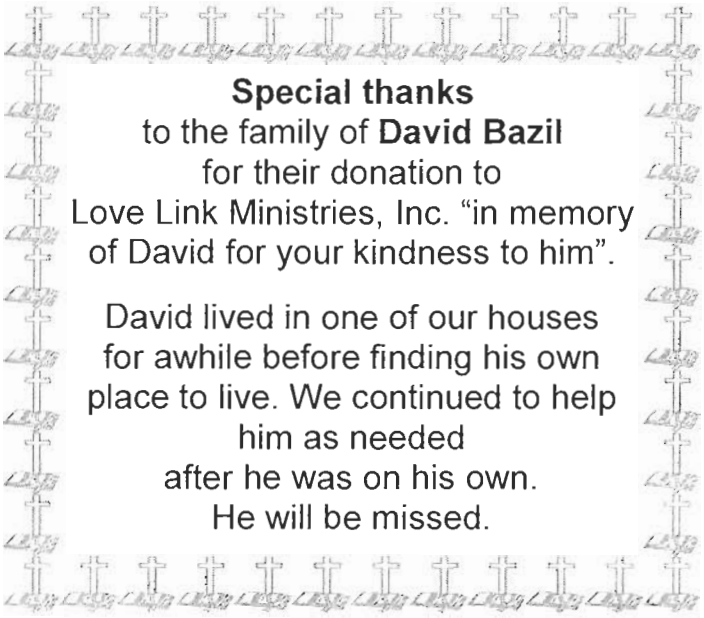 Special thanks
to the family of David Bazil
for their donation to
Love Link Ministries, Inc. “in memory
of David for your kindness to him”.
David lived in one of our houses
for awhile before finding his own
place to live. We continued to help
him as needed
after he was on his own.
He will be missed.